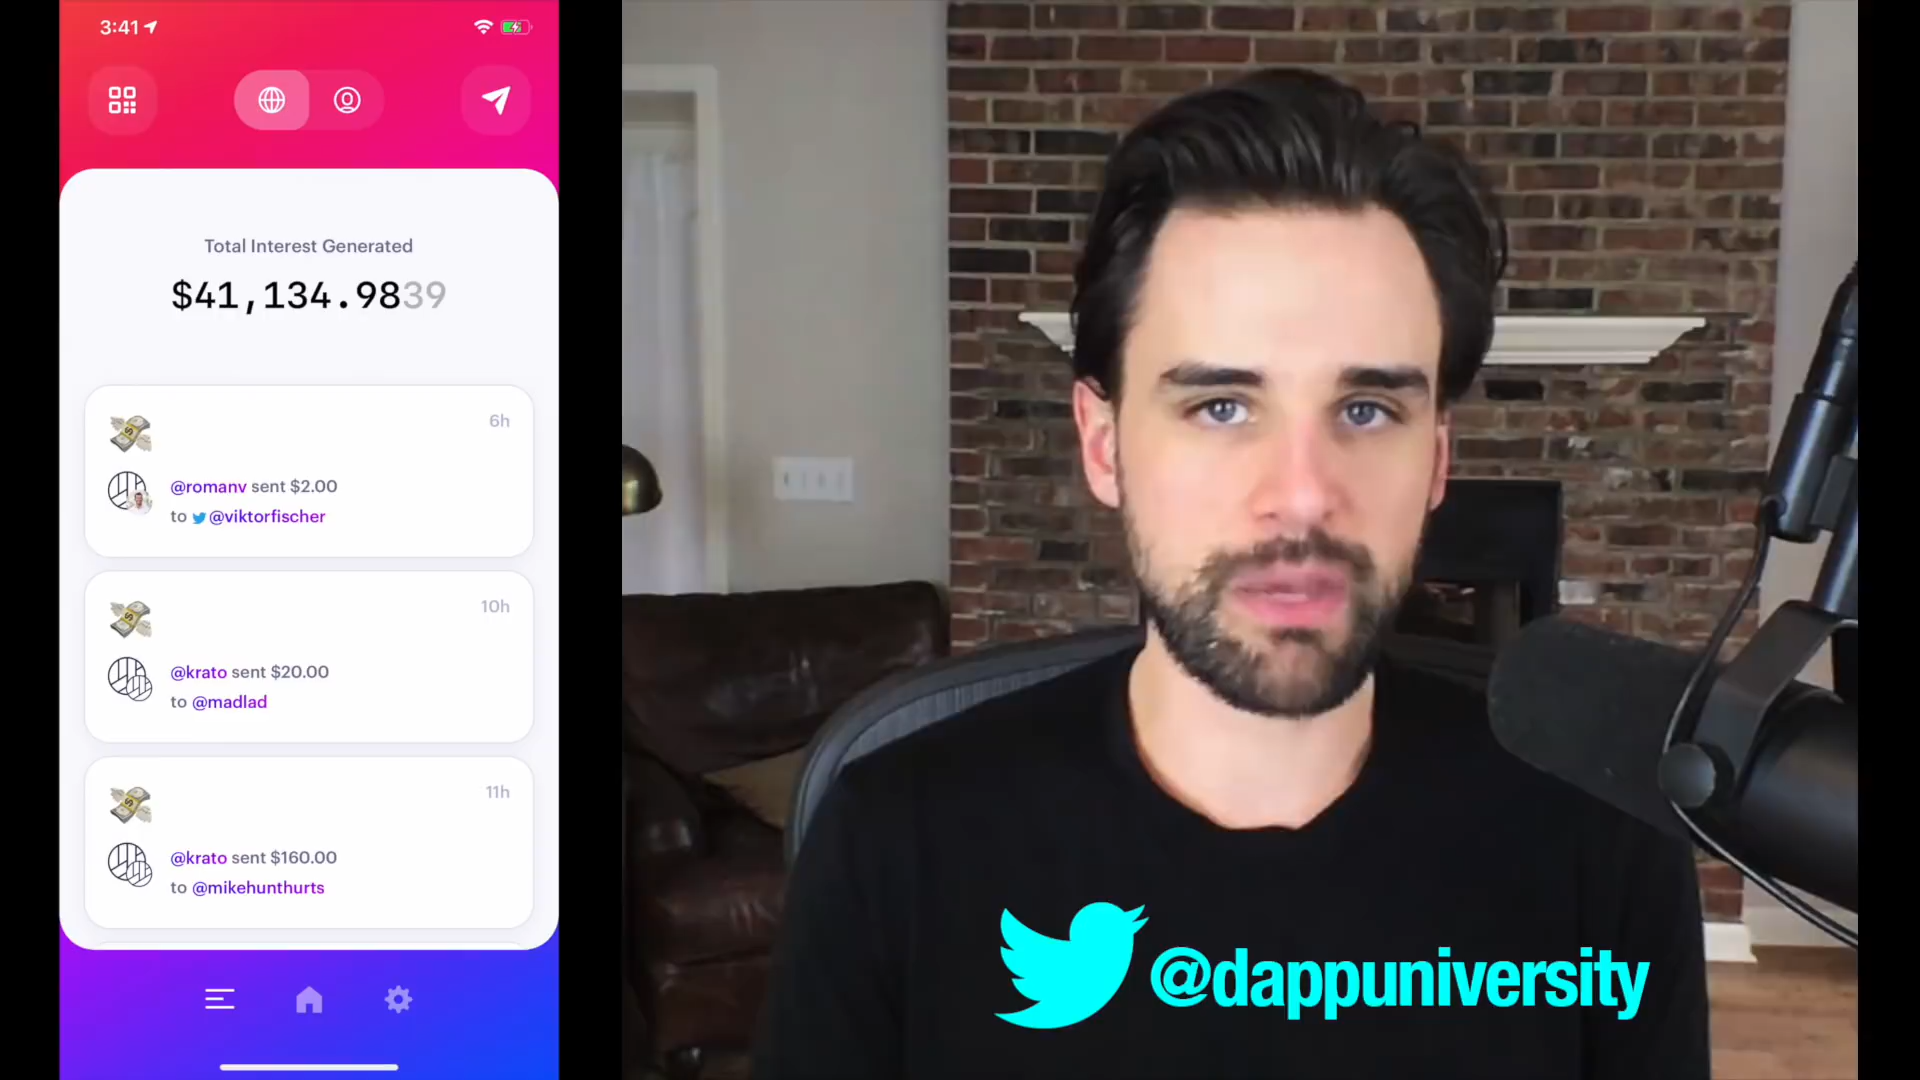 3:41
Total Interest Generated
$41,134.9839
6h
@romanv sent $2.00
to @viktorfischer
10h
@krato sent $20.00
to @madlad
11h
@krato sent $160.00
to @mikehunthurts
@dappuniversity